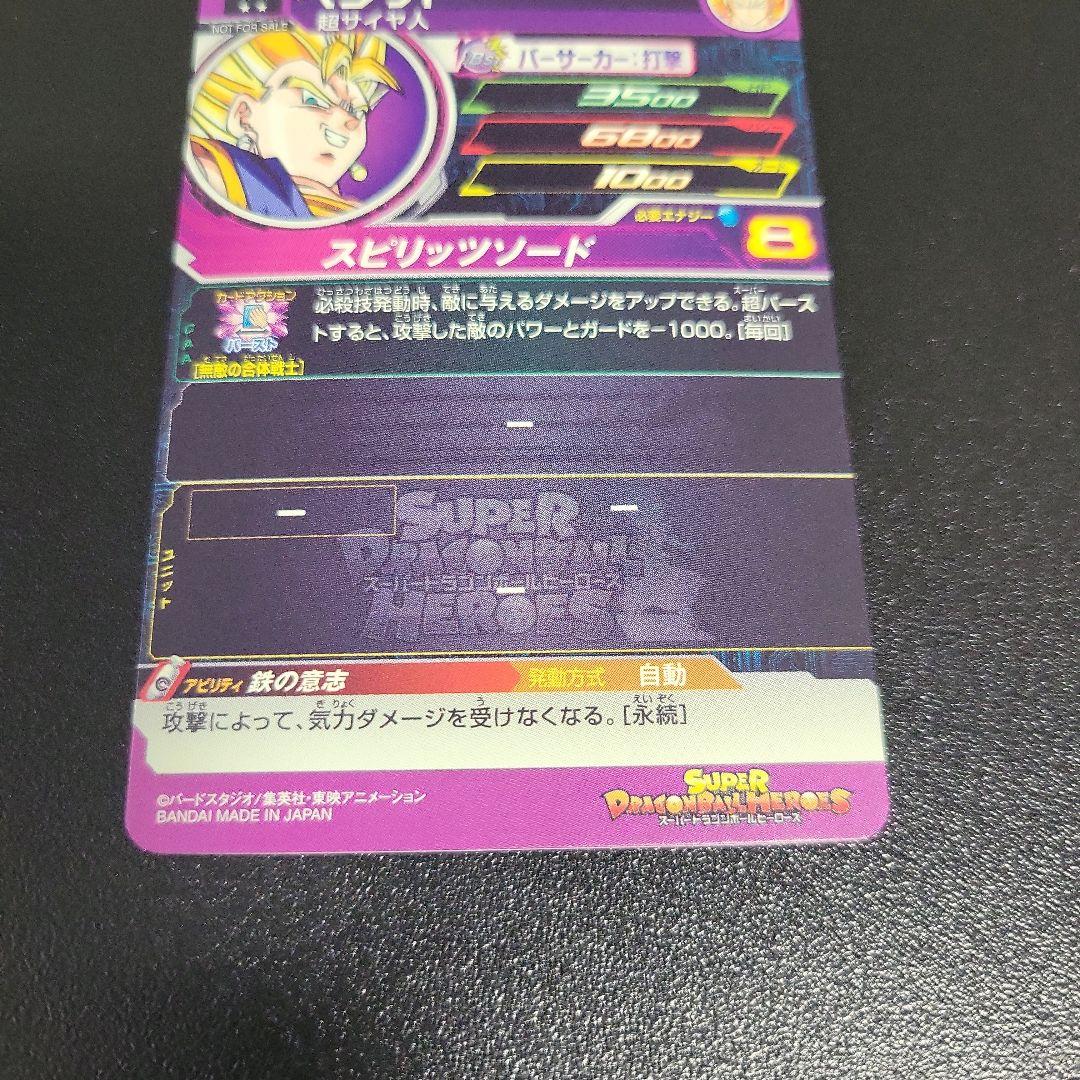 NOT FOR SALE
超サイヤ人
バーサーカー:打撃
3500
6800
ガード
1000
必要エナジー
8
スピリッツソード
カードアクション
バースト
CAA
[無敵の合体戦士]
必殺技発動時、敵に与えるダメージをアップできる。超バース
トすると、攻撃した敵のパワーとガードを-1000。[毎回]
-
- -
ユニット
SUPER
DRAGONBALL
スーパードラゴンボールヒーローズ
-
HEROES
アビリティ 鉄の意志 発動方式 自動
攻撃によって、気力ダメージを受けなくなる。[永続]
©バードスタジオ/集英社・東映アニメーション
BANDAI MADE IN JAPAN
SUPER
DRAGONBALL HEROES
スーパードラゴンボールヒーローズ